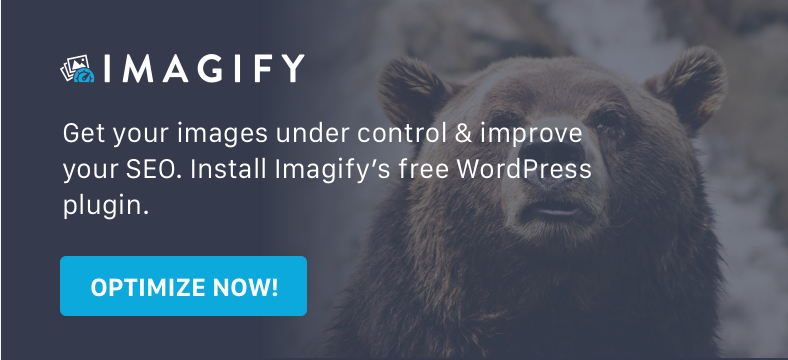 IMAGIFY
Get your images under control & improve
your SEO. Install Imagify’s free WordPress
plugin.
OPTIMIZE NOW!